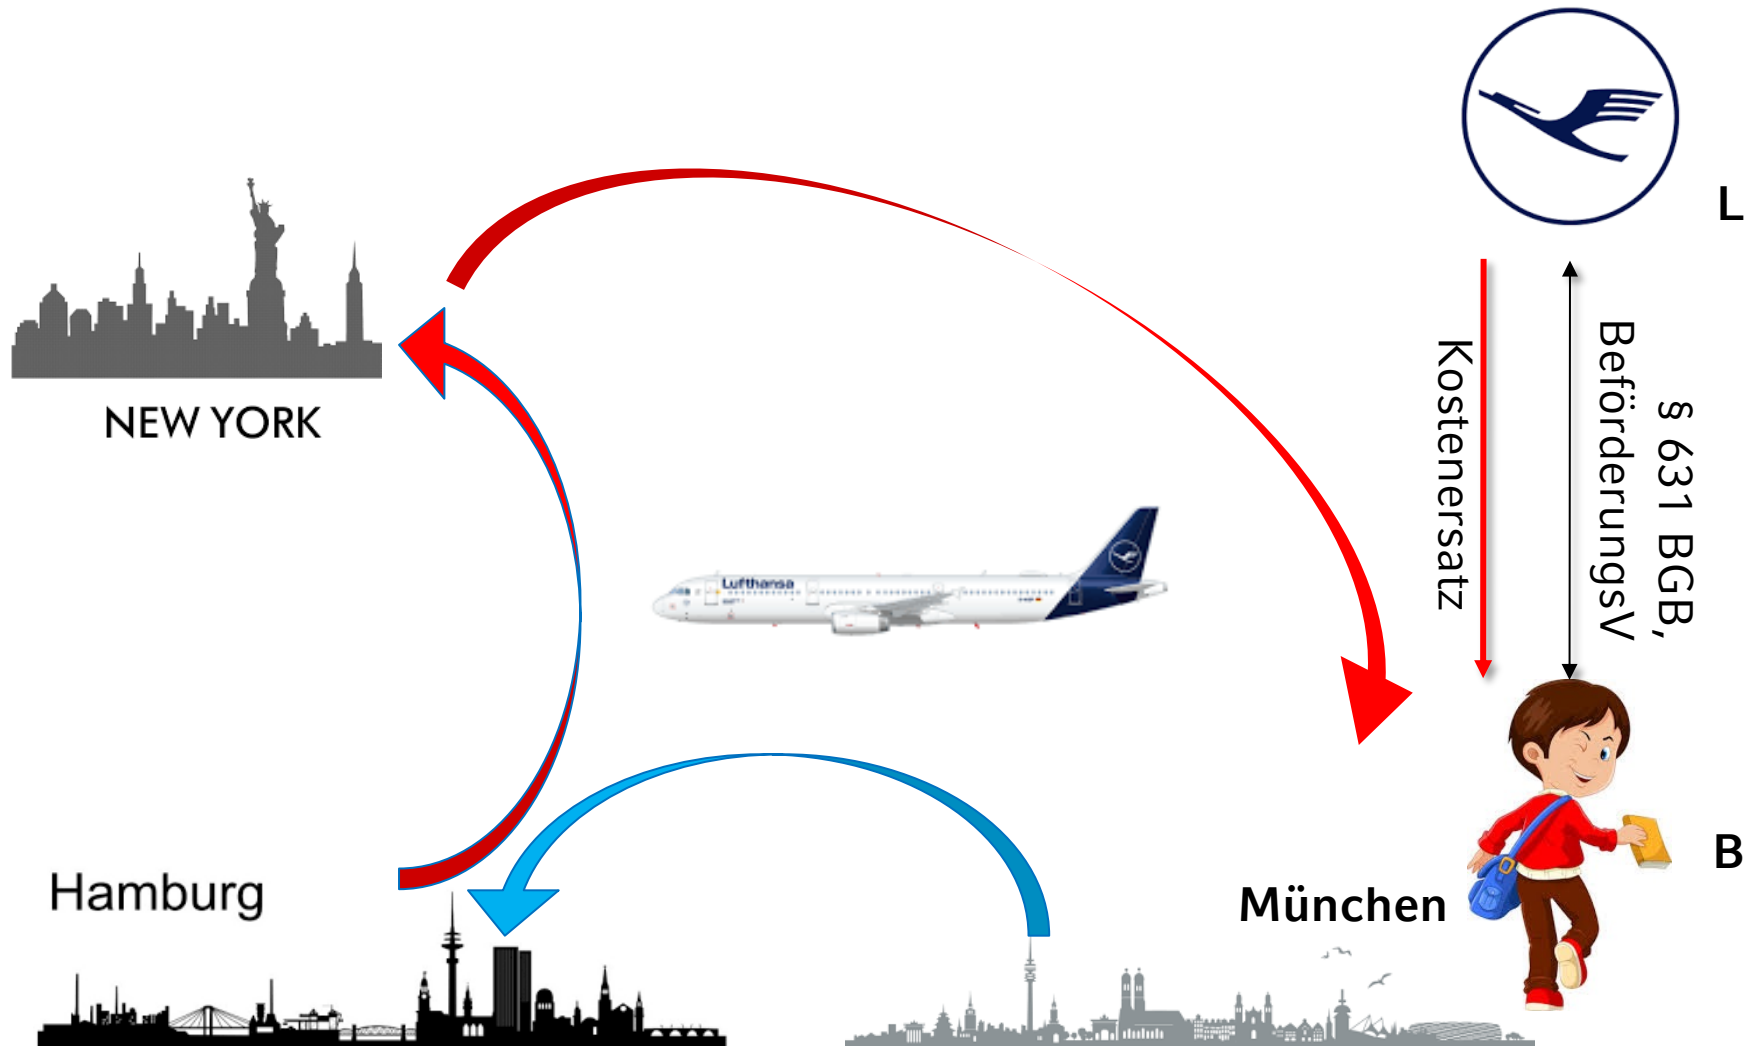 L
NEW YORK
Kostenersatz
§ 631 BGB,
BeförderungsV
Lufthansa
Hamburg
München
B